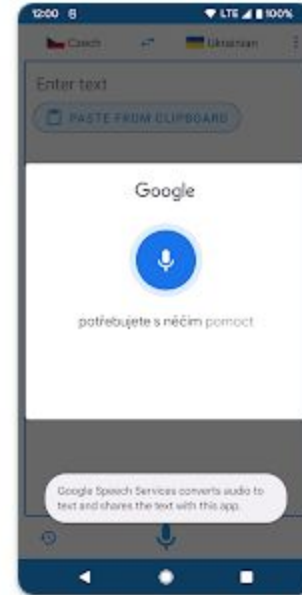 12:00 G LTE 100%
Czech Ukrainian
Enter text
PASTE FROM CLIPBOARD
Google
potřebujete s něčím pomoct
Google Speech Services converts audio to
text and shares the text with this app.